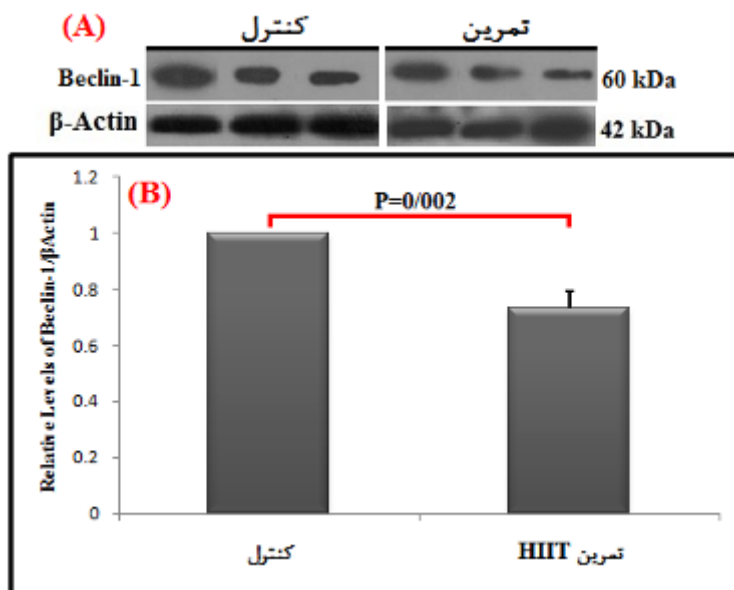 (A) کنترل تمرین
Beclin-1 60 kDa
β-Actin 42 kDa
(B)
P=0/002
Relative Levels of Beclin-1/βActin
1.2
1
0.8
0.6
0.4
0.2
0
کنترل
تمرین HIIT